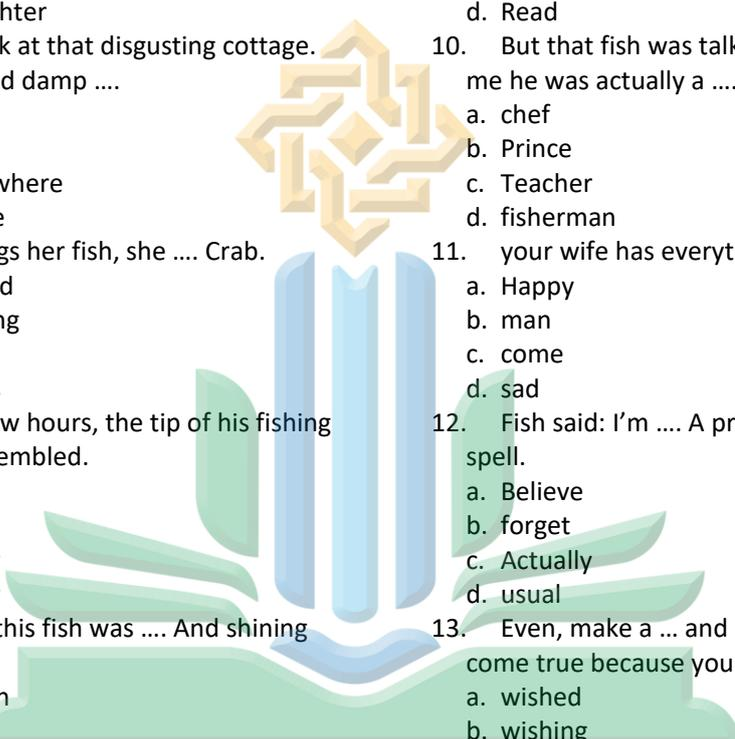 hter
k at that disgusting cottage.
d damp ....
where
e
gs her fish, she .... Crab.
d
ng
w hours, the tip of his fishing
embled.
this fish was .... And shining
n
d. Read
10. But that fish was talk
me he was actually a ....
a. chef
b. Prince
c. Teacher
d. fisherman
11. your wife has everyt
a. Happy
b. man
c. come
d. sad
12. Fish said: I’m .... A pr
spell.
a. Believe
b. forget
c. Actually
d. usual
13. Even, make a ... and
come true because you
a. wished
b. wishing